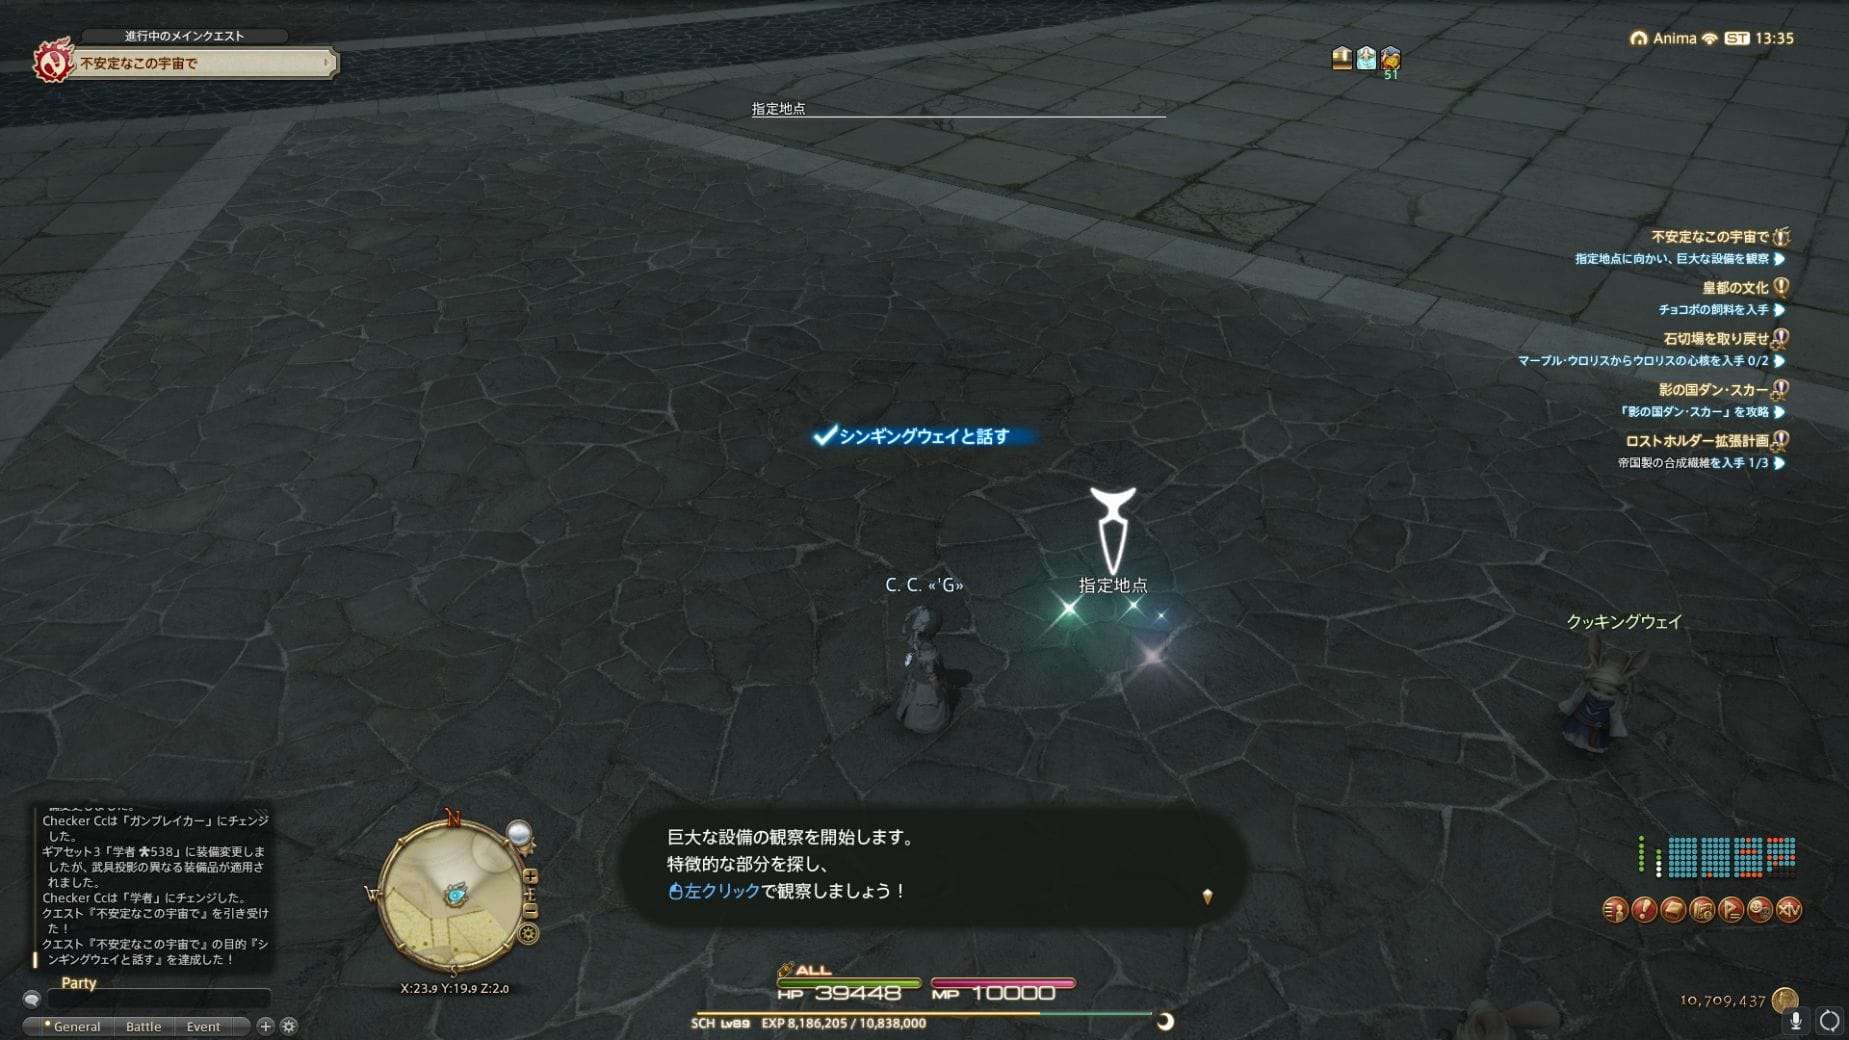 進行中のメインクエスト
不安定なこの宇宙で
Anima ST 13:35
51
指定地点
不安定なこの宇宙で
指定地点に向かい、巨大な設備を観察
皇都の文化
チョコボの飼料を入手
石切場を取り戻せ
マーブル・ウロリスからウロリスの心核を入手 0/2
影の国ダン・スカー
「影の国ダン・スカー」を攻略
ロストホルダー拡張計画
帝国製の合成繊維を入手 1/3
シンギングウェイと話す
指定地点
C. C. «'G»
クッキングウェイ
Checker Ccは「ガンブレイカー」にチェンジ
した。
ギアセット3「学者 538」に装備変更しま
したが、武具投影の異なる装備品が適用さ
れました。
Checker Ccは「学者」にチェンジした。
クエスト『不安定なこの宇宙で』を引き受け
た！
クエスト『不安定なこの宇宙で』の目的『シ
ンギングウェイと話す』を達成した！
Party
General Battle Event
N
W
S
X:23.9 Y:19.9 Z:2.0
巨大な設備の観察を開始します。
特徴的な部分を探し、
左クリックで観察しましょう！
ALL
HP 39448 MP 10000
SCH Lv89 EXP 8,186,205 / 10,838,000
XIV
10,709,437